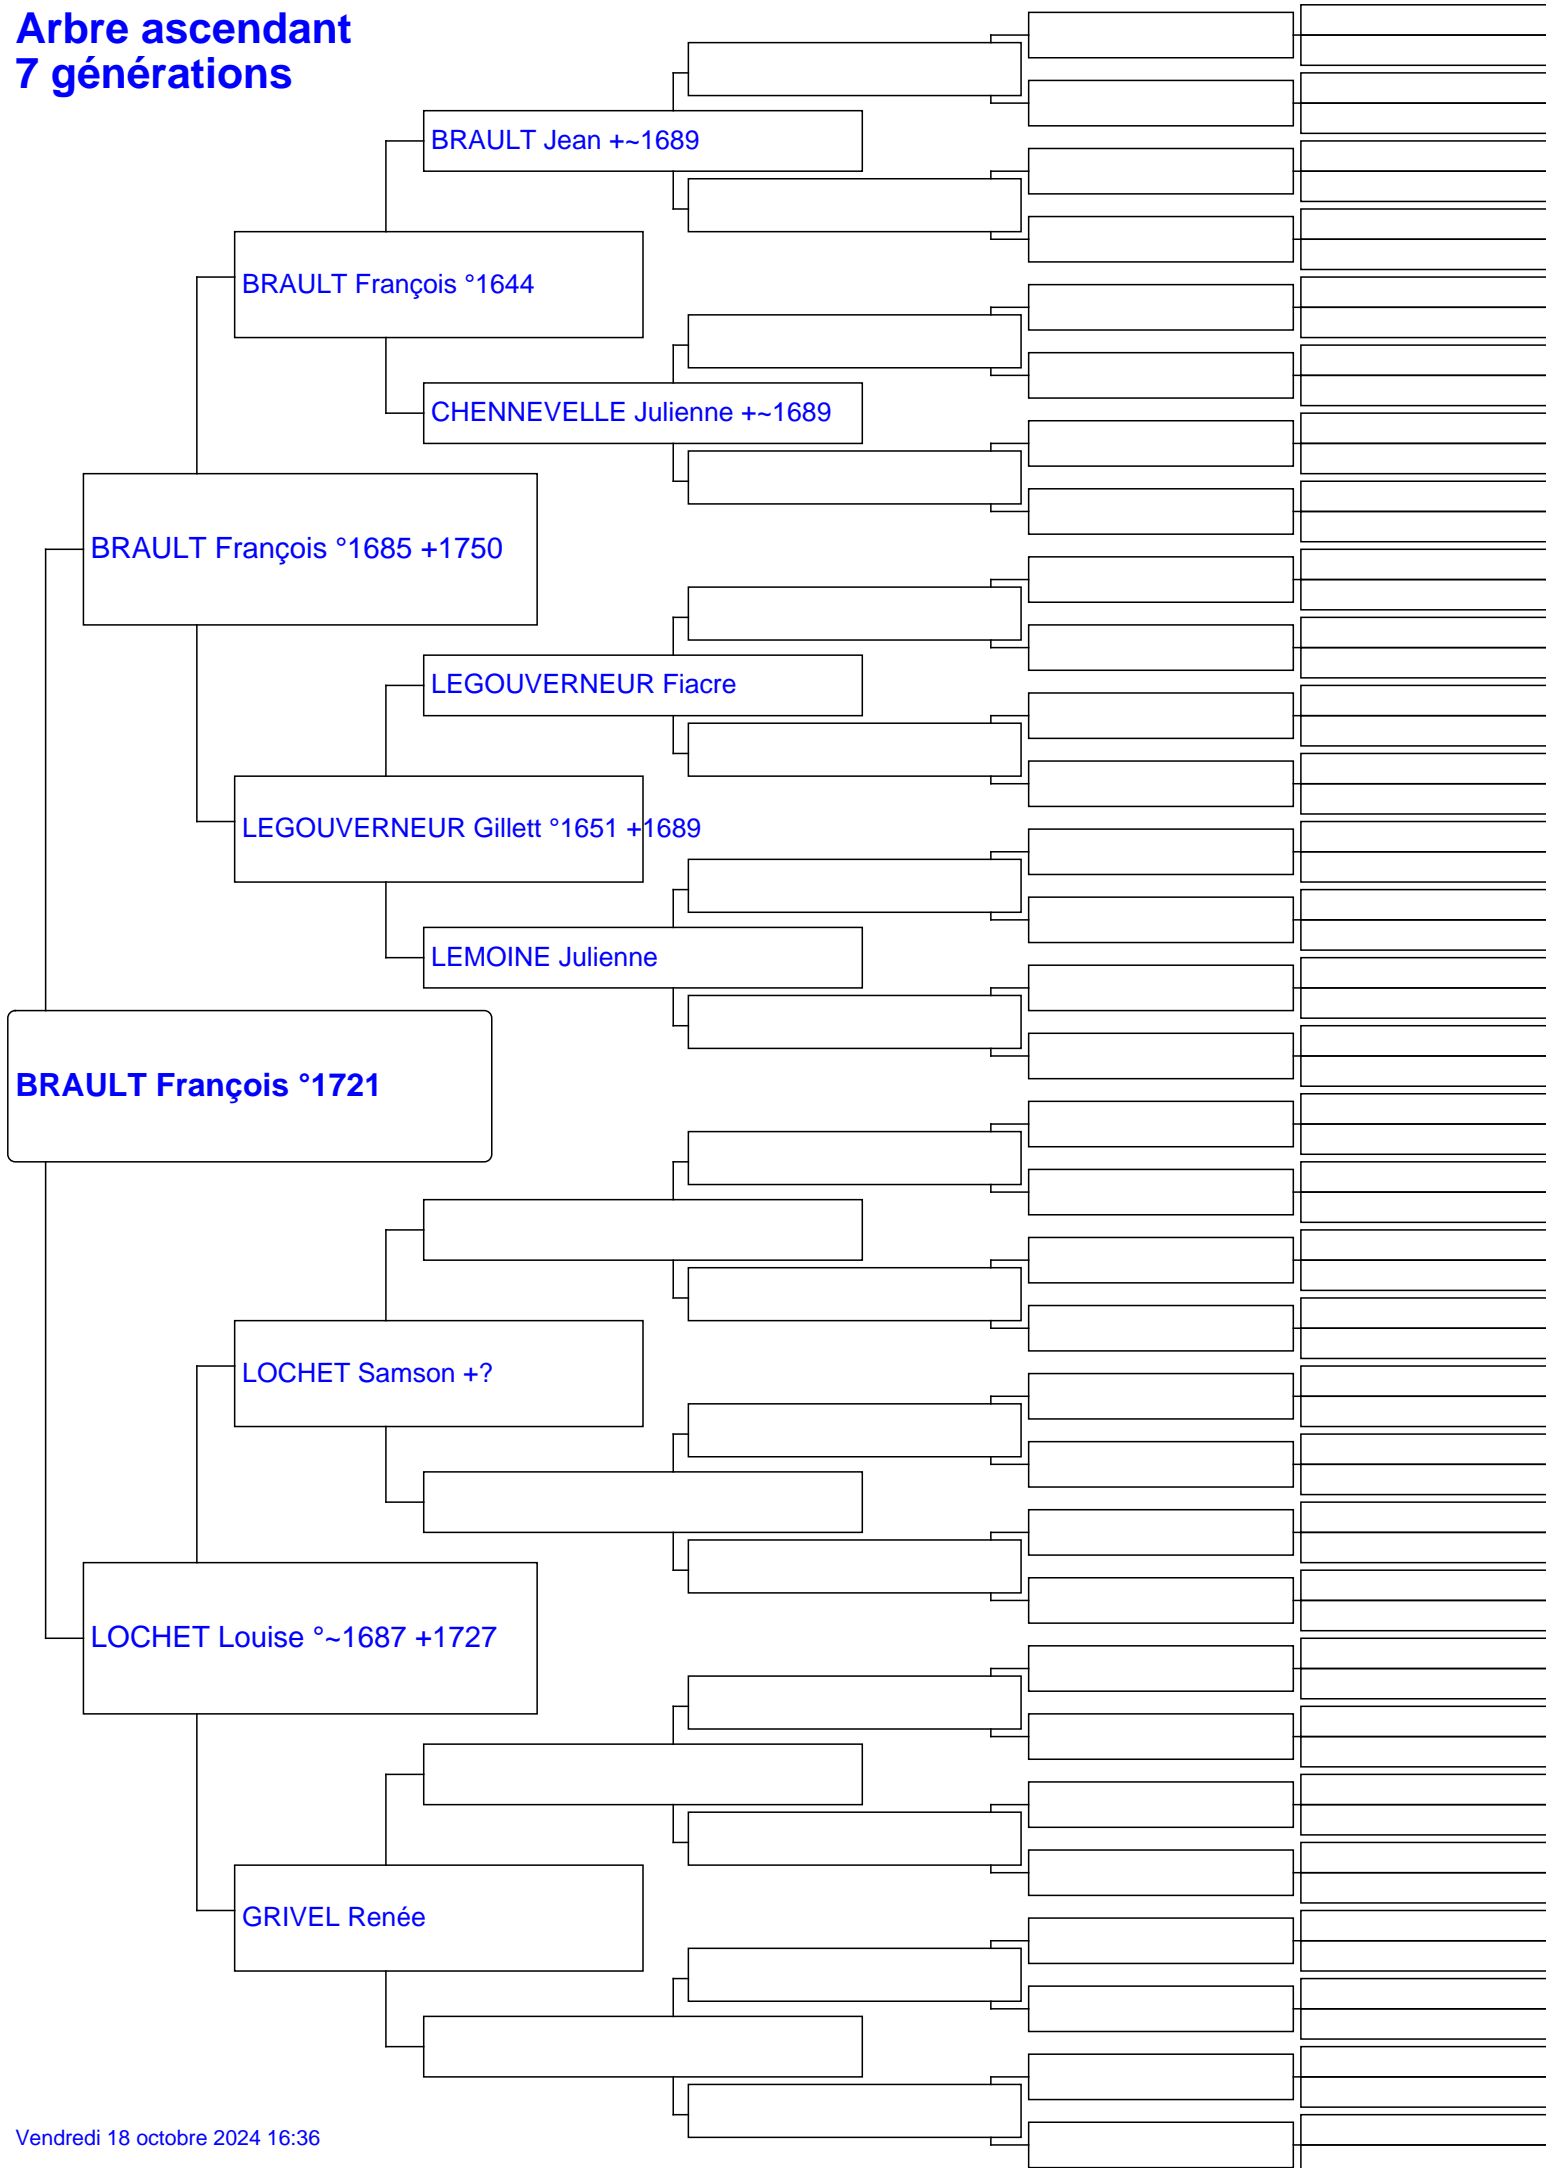 Arbre ascendant
7 générations
BRAULT Jean +~1689
BRAULT François °1644
CHENNEVELLE Julienne +~1689
BRAULT François °1685 +1750
LEGOUVERNEUR Fiacre
LEGOUVERNEUR Gillett °1651 +1689
LEMOINE Julienne
BRAULT François °1721
LOCHET Samson +?
LOCHET Louise °~1687 +1727
GRIVEL Renée
Vendredi 18 octobre 2024 16:36